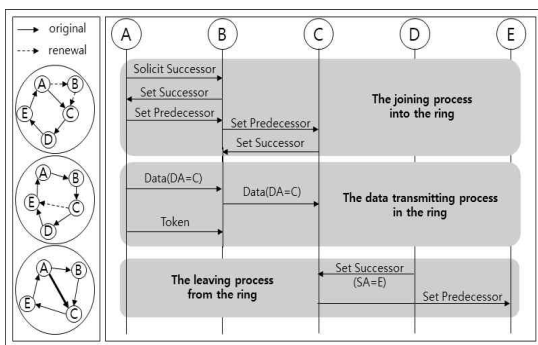 original
renewal
A
B
E
C
D
A
B
E
C
D
A
B
E
C
A
B
C
D
E
Solicit Successor
Set Successor
Set Predecessor
Set Predecessor
Set Successor
The joining process
into the ring
Data(DA=C)
Data(DA=C)
Token
The data transmitting process
in the ring
The leaving process
from the ring
Set Successor
(SA=E)
Set Predecessor